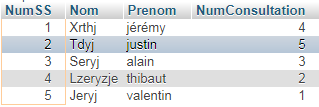 NumSS Nom Prenom NumConsultation
1 Xrthj jérémy 4
2 Tdyj justin 5
3 Seryj alain 3
4 Lzeryzje thibaut 2
5 Jeryj valentin 1